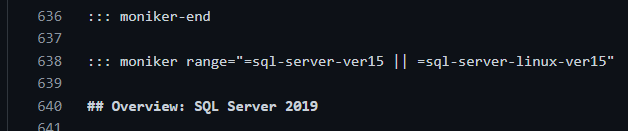 636 ::: moniker-end
637
638 ::: moniker range="=sql-server-ver15 || =sql-server-linux-ver15"
639
640 ## Overview: SQL Server 2019
641